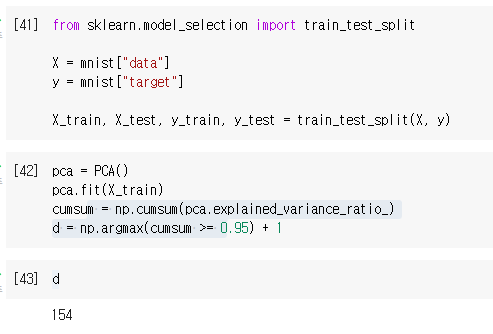 [41] from sklearn.model_selection import train_test_split
X = mnist["data"]
y = mnist["target"]
X_train, X_test, y_train, y_test = train_test_split(X, y)
[42] pca = PCA()
pca.fit(X_train)
cumsum = np.cumsum(pca.explained_variance_ratio_)
d = np.argmax(cumsum >= 0.95) + 1
[43] d
154